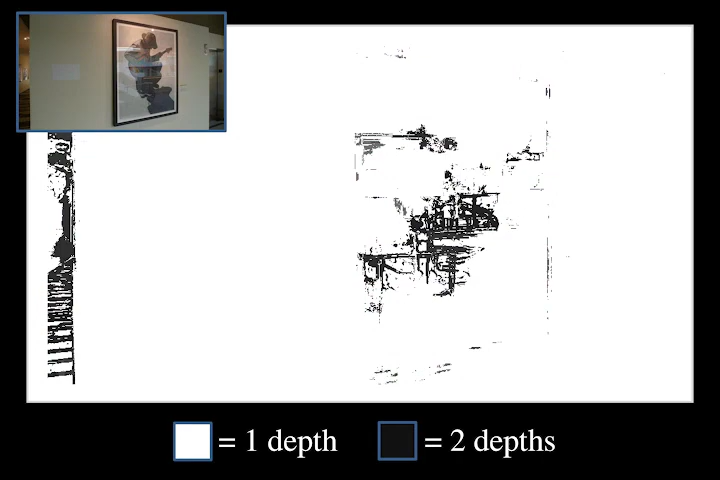 = 1 depth = 2 depths